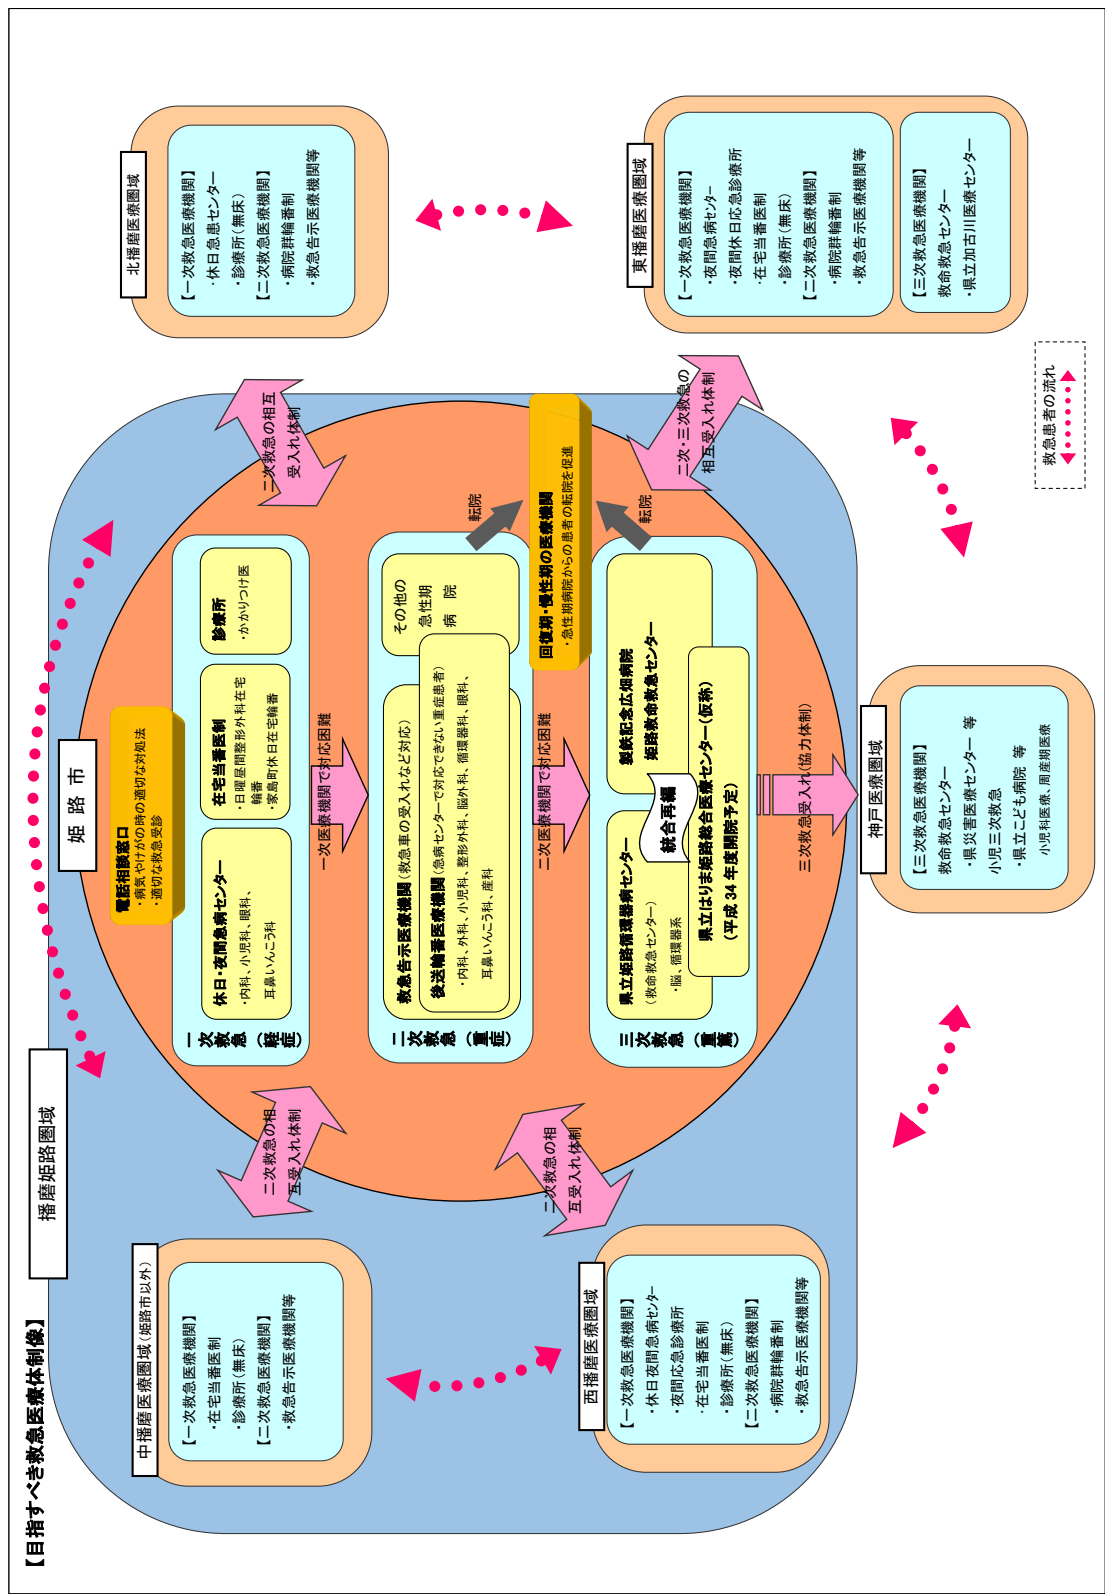 【目指すべき救急医療体制像】
播磨姫路圏域
姫 路 市
電話相談窓口
・病気やけがの時の適切な対処法
・適切な救急受診
一次救急（軽症）
休日・夜間急病センター
・内科、小児科、眼科、
耳鼻いんこう科
在宅当番医制
・日曜昼間整形外科在宅
輪番
・家島町休日在宅輪番
診療所
・かかりつけ医
一次医療機関で対応困難
二次救急（重症）
救急告示医療機関（救急車の受入れなど対応）
後送輪番医療機関（急病センターで対応できない重症患者）
・内科、外科、小児科、整形外科、脳外科、循環器科、眼科、
耳鼻いんこう科、産科
その他の
急性期
病　院
二次医療機関で対応困難
転院
回復期・慢性期の医療機関
・急性期病院からの患者の転院を促進
転院
三次救急（重篤）
県立姫路循環器病センター
（救命救急センター）
・脳、循環器系
製鉄記念広畑病院
姫路救命救急センター
統合再編
県立はりま姫路総合医療センター（仮称）
（平成 34 年度開院予定）
三次救急受入れ（協力体制）
二次救急の相
互受入れ体制
二次救急の相互
受入れ体制
二次救急の相
互受入れ体制
二次・三次救急の
相互受入れ体制
中播磨医療圏域（姫路市以外）
【一次救急医療機関】
・在宅当番医制
・診療所（無床）
【二次救急医療機関】
・救急告示医療機関等
西播磨医療圏域
【一次救急医療機関】
・休日夜間急病センター
・夜間応急診療所
・在宅当番医制
・診療所（無床）
【二次救急医療機関】
・病院群輪番制
・救急告示医療機関等
北播磨医療圏域
【一次救急医療機関】
・休日急患センター
・診療所（無床）
【二次救急医療機関】
・病院群輪番制
・救急告示医療機関等
東播磨医療圏域
【一次救急医療機関】
・夜間急病センター
・夜間休日応急診療所
・在宅当番医制
・診療所（無床）
【二次救急医療機関】
・病院群輪番制
・救急告示医療機関等
【三次救急医療機関】
救命救急センター
・県立加古川医療センター
神戸医療圏域
【三次救急医療機関】
救命救急センター
・県災害医療センター 等
小児三次救急
・県立こども病院 等
小児科医療、周産期医療
救急患者の流れ